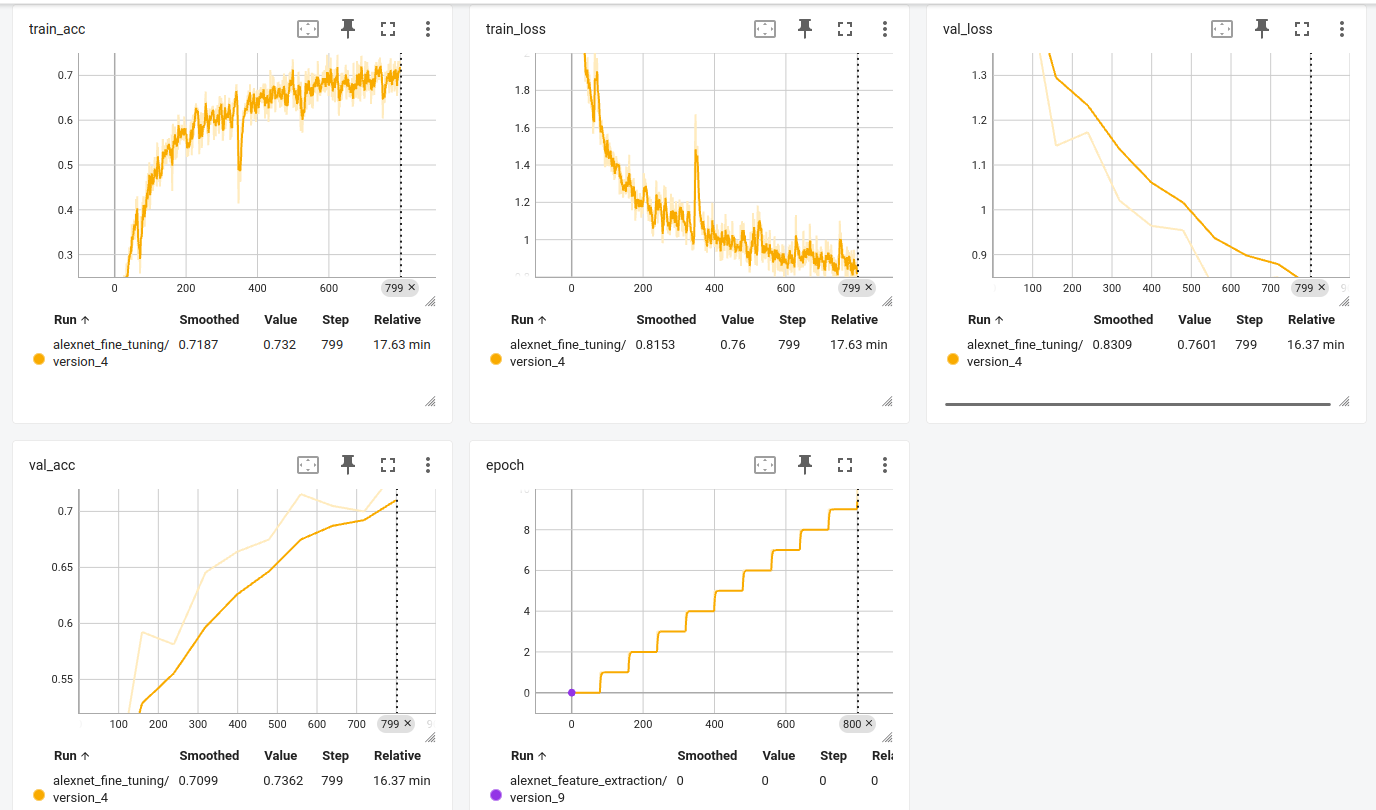 train_acc
0.7
0.6
0.5
0.4
0.3
0 200 400 600 799 ✕
Run ↑ Smoothed Value Step Relative
alexnet_fine_tuning/ 0.7187 0.732 799 17.63 min
version_4
train_loss
1.8
1.6
1.4
1.2
1
0 200 400 600 799 ✕
Run ↑ Smoothed Value Step Relative
alexnet_fine_tuning/ 0.8153 0.76 799 17.63 min
version_4
val_loss
1.3
1.2
1.1
1
0.9
100 200 300 400 500 600 700 799 ✕
Run ↑ Smoothed Value Step Relative
alexnet_fine_tuning/ 0.8309 0.7601 799 16.37 min
version_4
val_acc
0.7
0.65
0.6
0.55
100 200 300 400 500 600 700 799 ✕
Run ↑ Smoothed Value Step Relative
alexnet_fine_tuning/ 0.7099 0.7362 799 16.37 min
version_4
epoch
8
6
4
2
0
0 200 400 600 800 ✕
Run ↑ Smoothed Value Step Rela
alexnet_feature_extraction/ 0 0 0 0
version_9